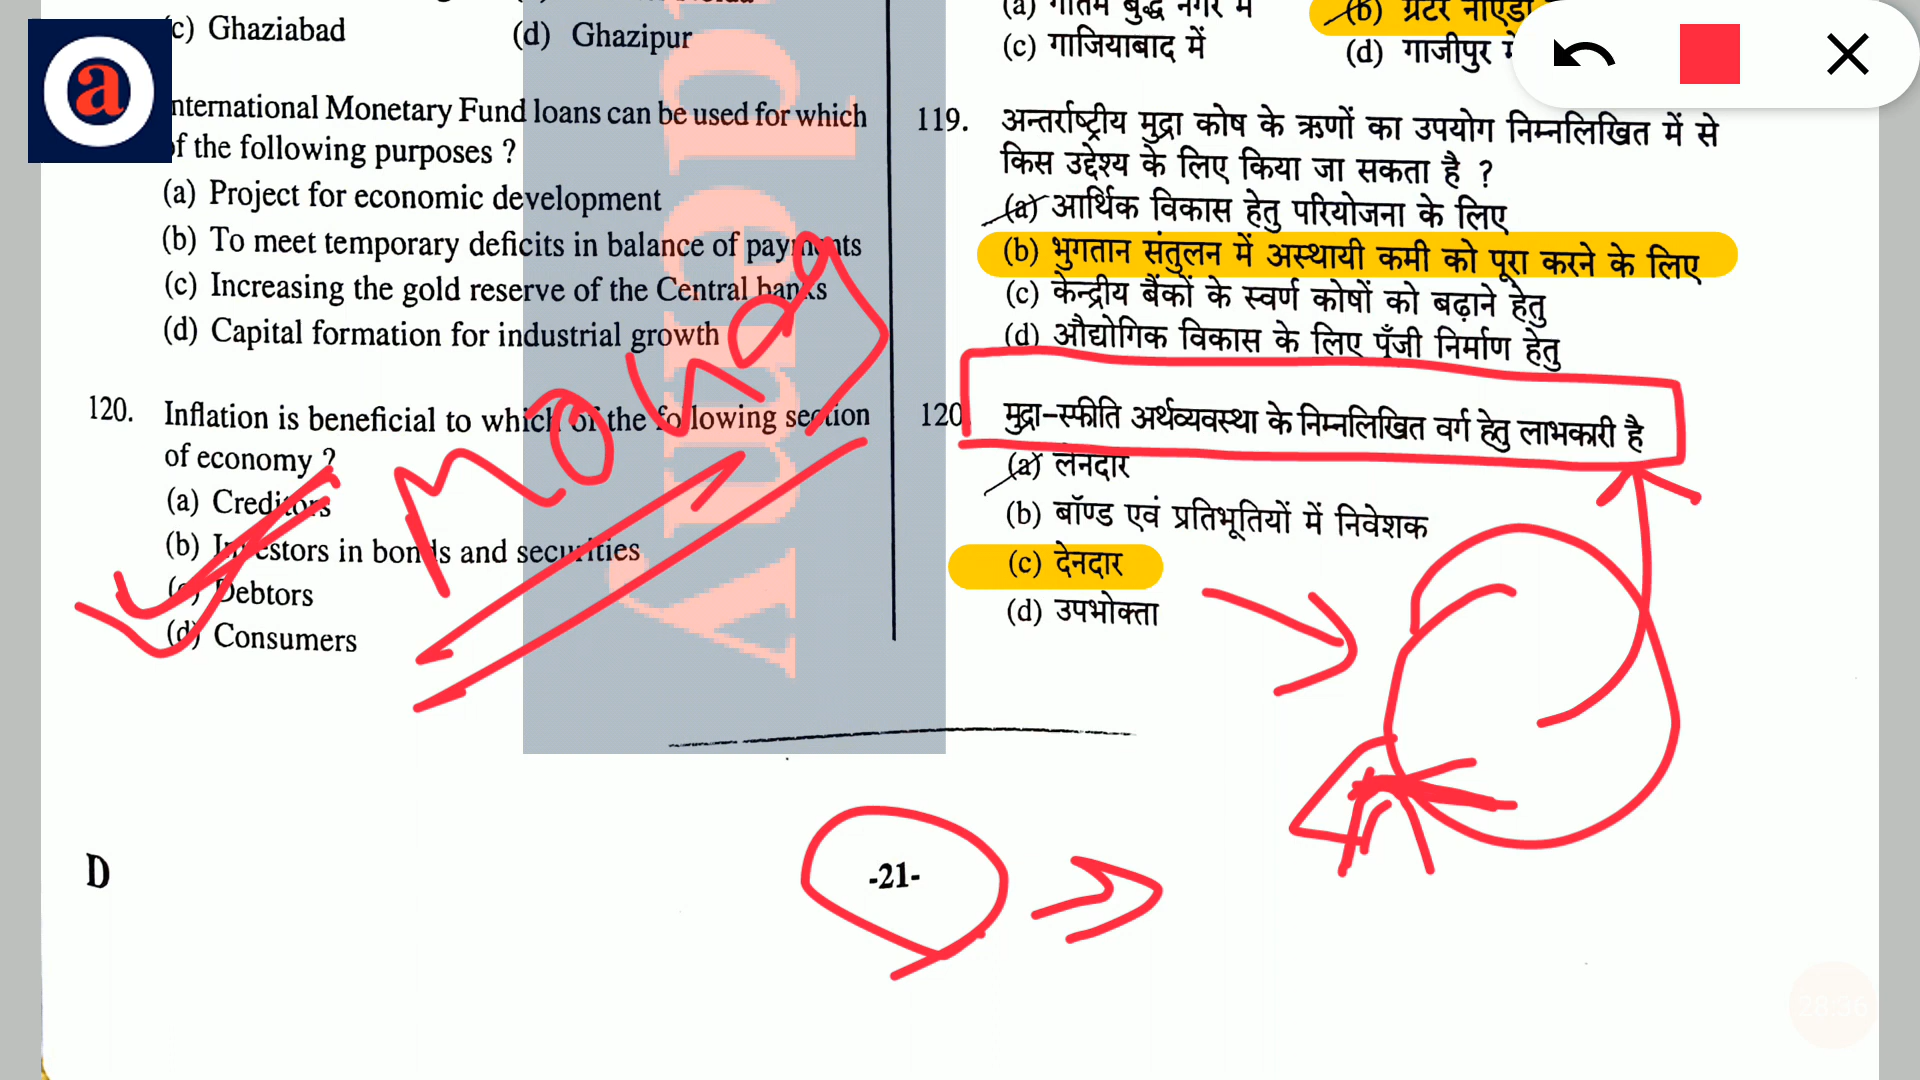 c) Ghaziabad
(d) Ghazipur
nternational Monetary Fund loans can be used for which
of the following purposes ?
(a) Project for economic development
(b) To meet temporary deficits in balance of payments
(c) Increasing the gold reserve of the Central banks
(d) Capital formation for industrial growth
120. Inflation is beneficial to which of the following section
of economy ?
(a) Creditors
(b) Investors in bonds and securities
(c) Debtors
(d) Consumers
(a) गौतम बुद्ध नगर में
(b) ग्रेटर नोएडा
(c) गाजियाबाद में
(d) गाजीपुर में
119. अन्तर्राष्ट्रीय मुद्रा कोष के ऋणों का उपयोग निम्नलिखित में से
किस उद्देश्य के लिए किया जा सकता है ?
(a) आर्थिक विकास हेतु परियोजना के लिए
(b) भुगतान संतुलन में अस्थायी कमी को पूरा करने के लिए
(c) केन्द्रीय बैंकों के स्वर्ण कोषों को बढ़ाने हेतु
(d) औद्योगिक विकास के लिए पूँजी निर्माण हेतु
120 मुद्रा-स्फीति अर्थव्यवस्था के निम्नलिखित वर्ग हेतु लाभकारी है
(a) लेनदार
(b) बॉण्ड एवं प्रतिभूतियों में निवेशक
(c) देनदार
(d) उपभोक्ता
a
demy
money
D
-21-
28:36